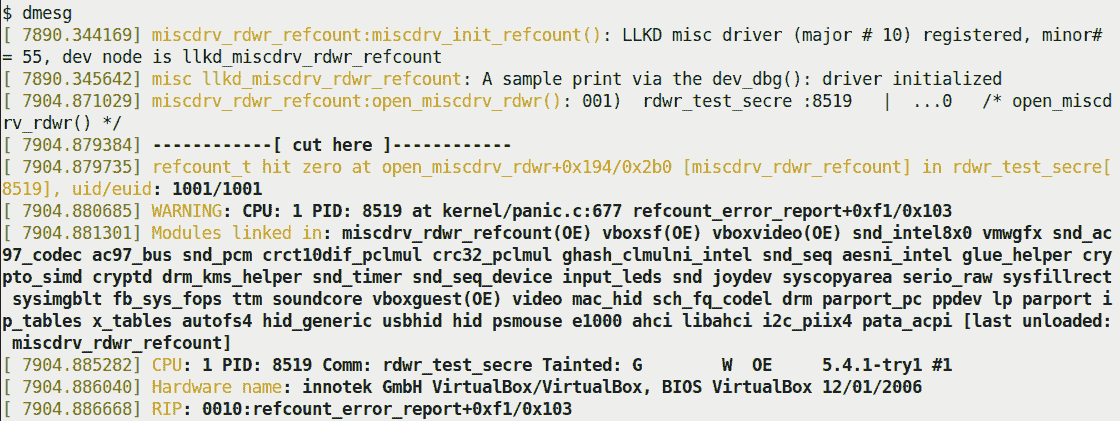 $ dmesg
[ 7890.344169] miscdrv_rdwr_refcount:miscdrv_init_refcount(): LLKD misc driver (major # 10) registered, minor#
= 55, dev node is llkd_miscdrv_rdwr_refcount
[ 7890.345642] misc llkd_miscdrv_rdwr_refcount: A sample print via the dev_dbg(): driver initialized
[ 7904.871029] miscdrv_rdwr_refcount:open_miscdrv_rdwr(): 001)  rdwr_test_secre :8519   |  ...0   /* open_miscd
rv_rdwr() */
[ 7904.879384] ------------[ cut here ]------------
[ 7904.879735] refcount_t hit zero at open_miscdrv_rdwr+0x194/0x2b0 [miscdrv_rdwr_refcount] in rdwr_test_secre[
8519], uid/euid: 1001/1001
[ 7904.880685] WARNING: CPU: 1 PID: 8519 at kernel/panic.c:677 refcount_error_report+0xf1/0x103
[ 7904.881301] Modules linked in: miscdrv_rdwr_refcount(OE) vboxsf(OE) vboxvideo(OE) snd_intel8x0 vmwgfx snd_ac
97_codec ac97_bus snd_pcm crct10dif_pclmul crc32_pclmul ghash_clmulni_intel snd_seq aesni_intel glue_helper cry
pto_simd cryptd drm_kms_helper snd_timer snd_seq_device input_leds snd joydev syscopyarea serio_raw sysfillrect
 sysimgblt fb_sys_fops ttm soundcore vboxguest(OE) video mac_hid sch_fq_codel drm parport_pc ppdev lp parport i
p_tables x_tables autofs4 hid_generic usbhid hid psmouse e1000 ahci libahci i2c_piix4 pata_acpi [last unloaded:
 miscdrv_rdwr_refcount]
[ 7904.885282] CPU: 1 PID: 8519 Comm: rdwr_test_secre Tainted: G        W  OE     5.4.1-try1 #1
[ 7904.886040] Hardware name: innotek GmbH VirtualBox/VirtualBox, BIOS VirtualBox 12/01/2006
[ 7904.886668] RIP: 0010:refcount_error_report+0xf1/0x103